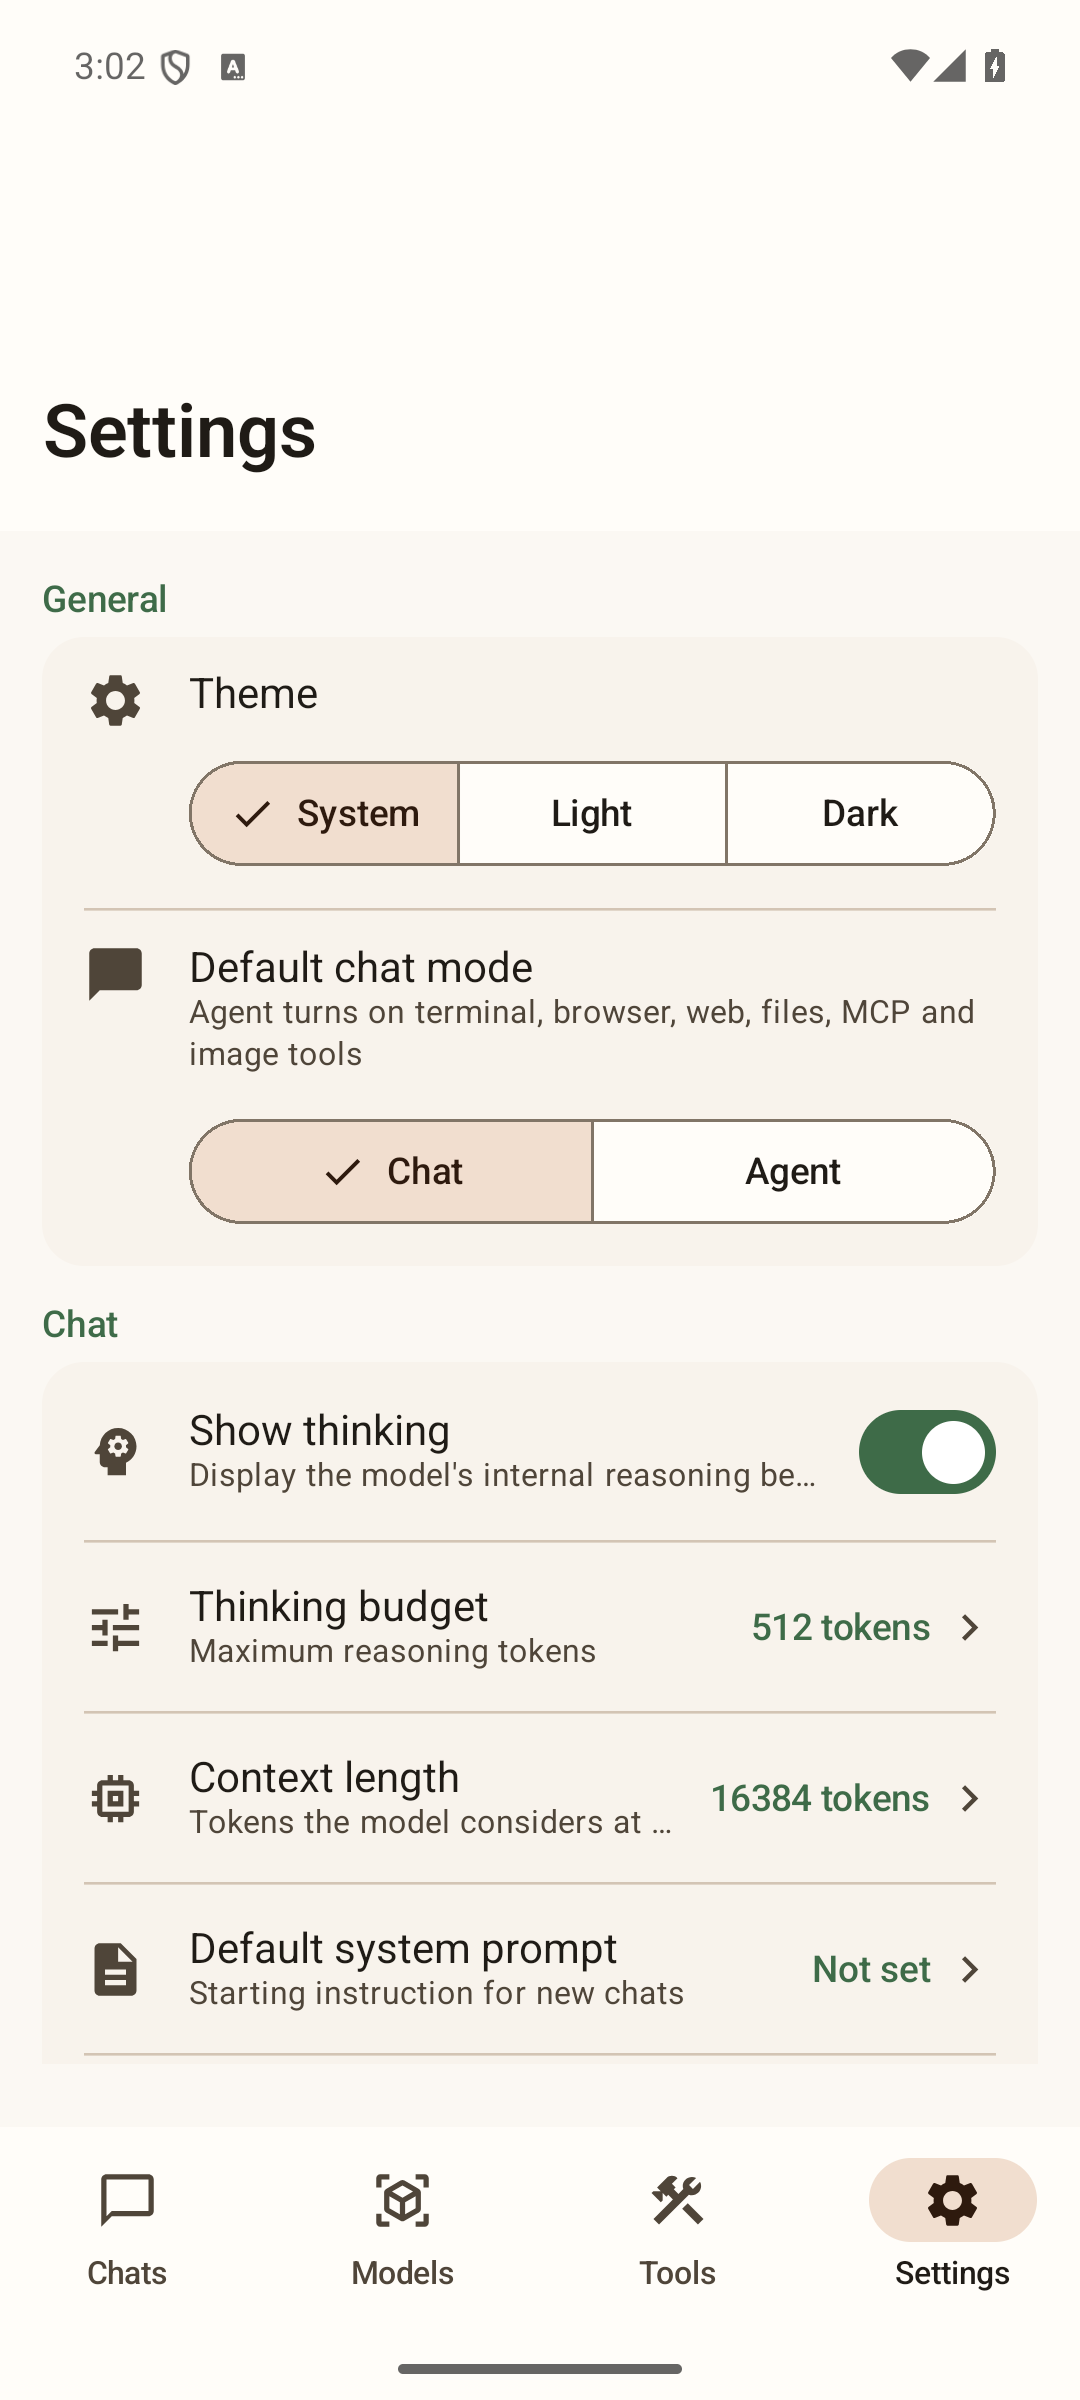 3:02
Settings
General
Theme
System
Light
Dark
Default chat mode
Agent turns on terminal, browser, web, files, MCP and
image tools
Chat
Agent
Chat
Show thinking
Display the model's internal reasoning be…
Thinking budget
Maximum reasoning tokens
512 tokens
Context length
Tokens the model considers at …
16384 tokens
Default system prompt
Starting instruction for new chats
Not set
Chats
Models
Tools
Settings